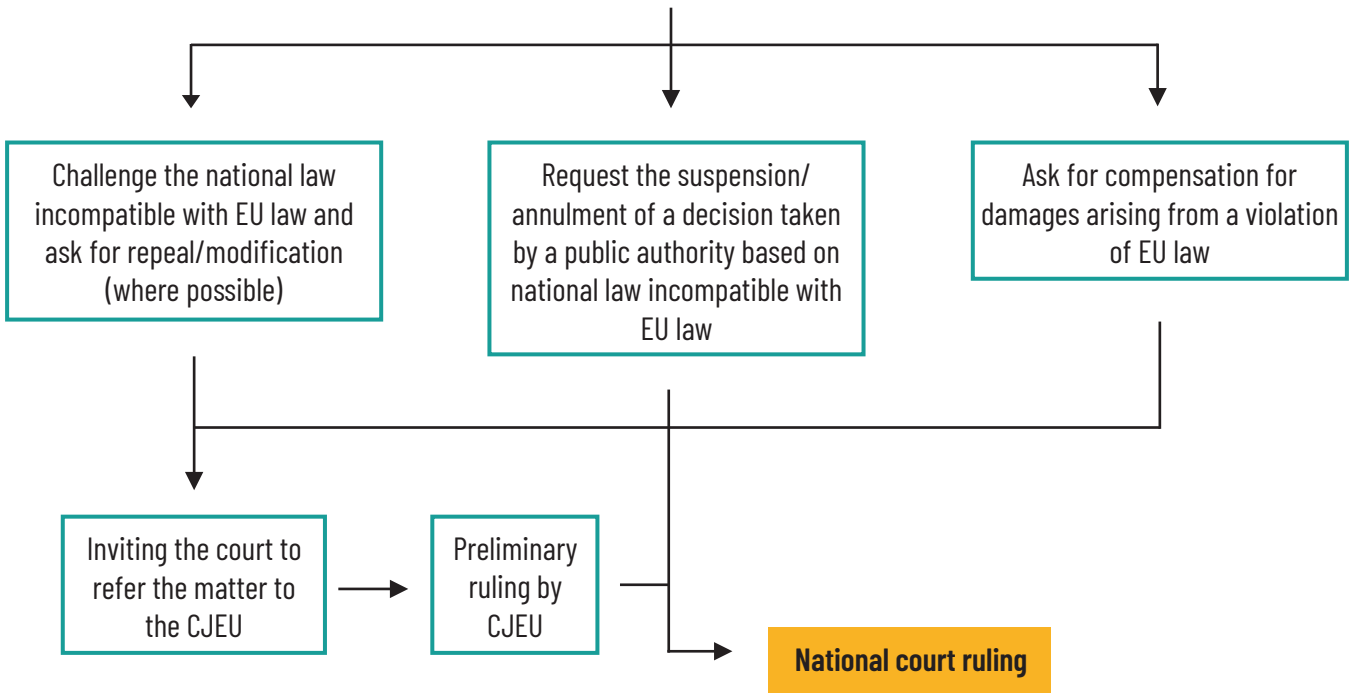 Challenge the national law
incompatible with EU law and
ask for repeal/modification
(where possible)
Request the suspension/
annulment of a decision taken
by a public authority based on
national law incompatible with
EU law
Ask for compensation for
damages arising from a violation
of EU law
Inviting the court to
refer the matter to
the CJEU
Preliminary
ruling by
CJEU
National court ruling